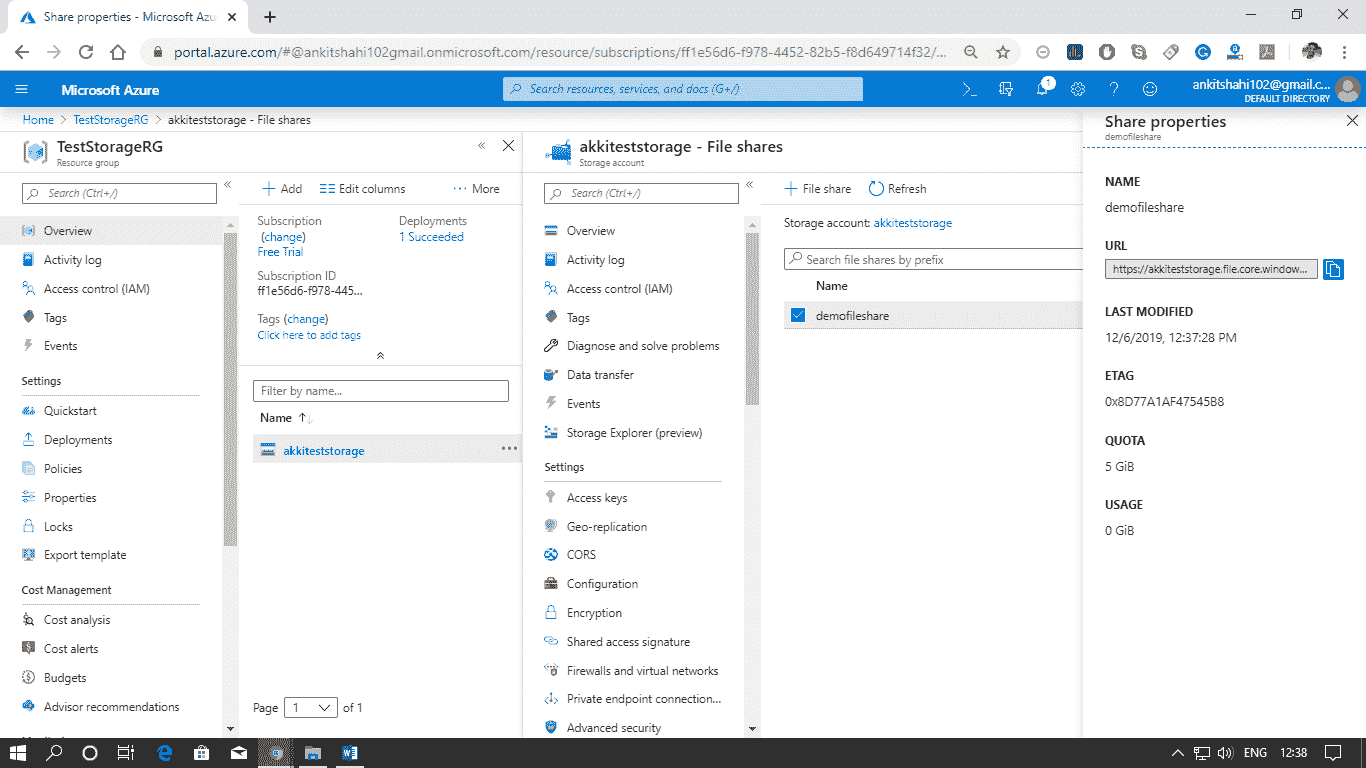 Share properties - Microsoft Azu
portal.azure.com/#@ankitshahi102gmail.onmicrosoft.com/resource/subscriptions/ff1e56d6-f978-4452-82b5-f8d649714f32/...
Microsoft Azure
Search resources, services, and docs (G+/)
1
ankitshahi102@gmail.c...
DEFAULT DIRECTORY
Home > TestStorageRG > akkiteststorage - File shares
TestStorageRG
Resource group
Search (Ctrl+/)
Overview
Activity log
Access control (IAM)
Tags
Events
Settings
Quickstart
Deployments
Policies
Properties
Locks
Export template
Cost Management
Cost analysis
Cost alerts
Budgets
Advisor recommendations
Add
Edit columns
More
Subscription
(change)
Free Trial
Deployments
1 Succeeded
Subscription ID
ff1e56d6-f978-445...
Tags (change)
Click here to add tags
Filter by name...
Name
akkiteststorage
Page 1 of 1
akkiteststorage - File shares
Storage account
Search (Ctrl+/)
Overview
Activity log
Access control (IAM)
Tags
Diagnose and solve problems
Data transfer
Events
Storage Explorer (preview)
Settings
Access keys
Geo-replication
CORS
Configuration
Encryption
Shared access signature
Firewalls and virtual networks
Private endpoint connection...
Advanced security
File share
Refresh
Storage account: akkiteststorage
Search file shares by prefix
Name
demofileshare
Share properties
demofileshare
NAME
demofileshare
URL
https://akkiteststorage.file.core.window...
LAST MODIFIED
12/6/2019, 12:37:28 PM
ETAG
0x8D77A1AF47545B8
QUOTA
5 GiB
USAGE
0 GiB
ENG
12:38